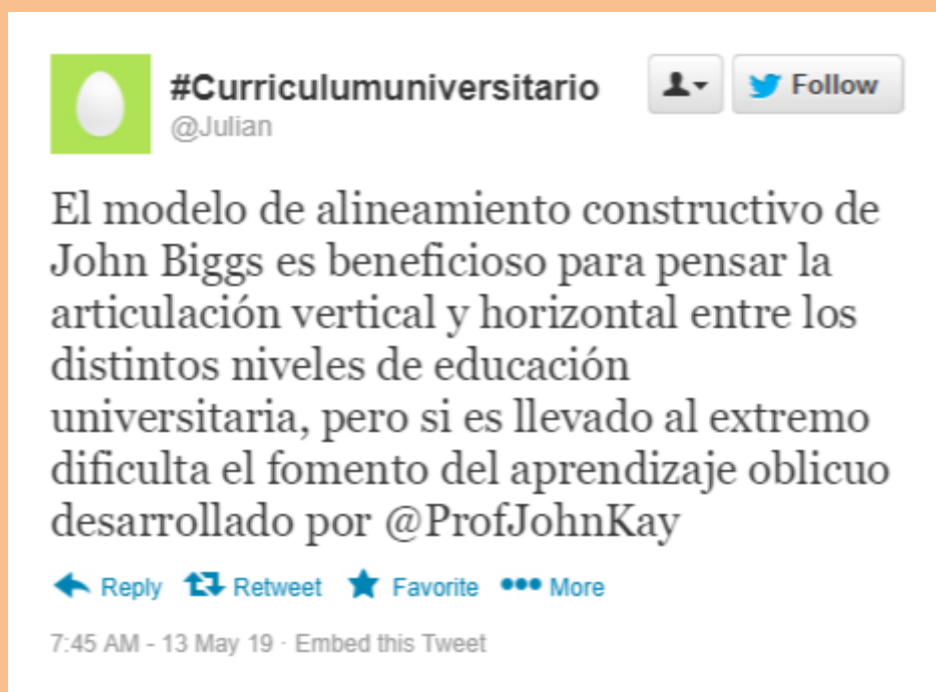 #Curriculumuniversitario
Follow
@Julian
El modelo de alineamiento constructivo de
John Biggs es beneficioso para pensar la
articulación vertical y horizontal entre los
distintos niveles de educación
universitaria, pero si es llevado al extremo
dificulta el fomento del aprendizaje oblicuo
desarrollado por @ProfJohnKay
Reply Retweet Favorite More
7:45 AM - 13 May 19 · Embed this Tweet